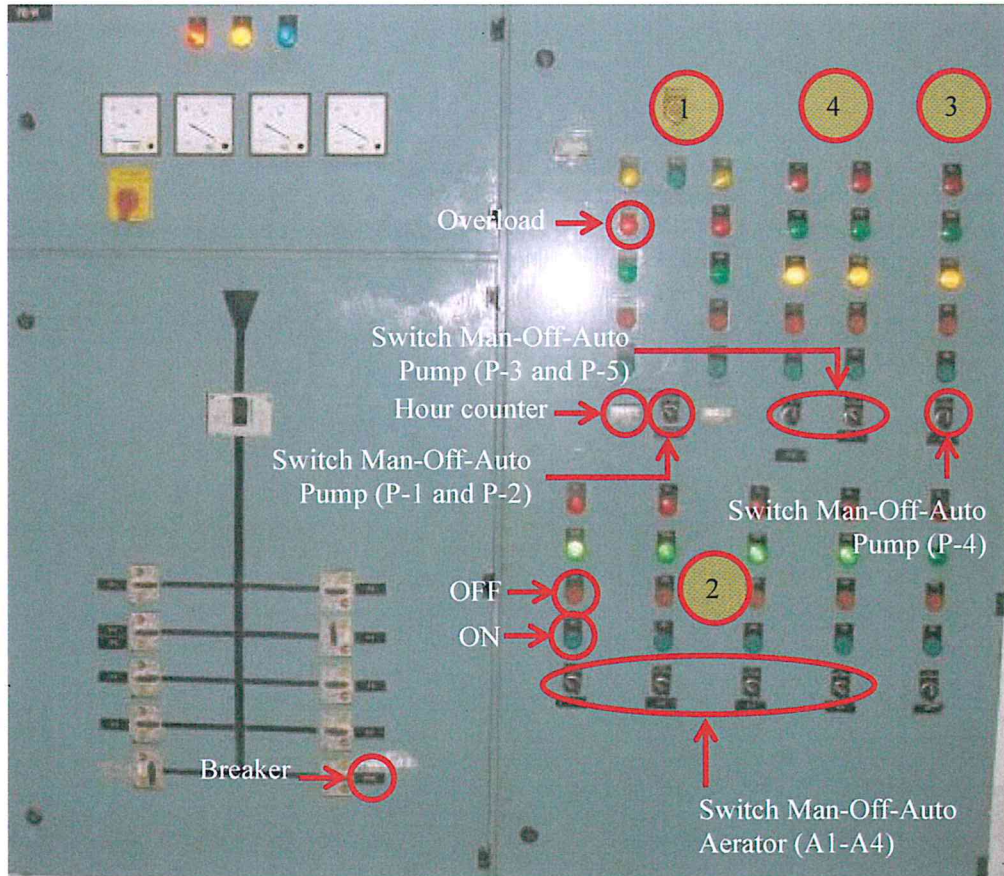 1
4
3
Overload
Switch Man-Off-Auto
Pump (P-3 and P-5)
Hour counter
Switch Man-Off-Auto
Pump (P-1 and P-2)
Switch Man-Off-Auto
Pump (P-4)
2
OFF
ON
Breaker
Switch Man-Off-Auto
Aerator (A1-A4)